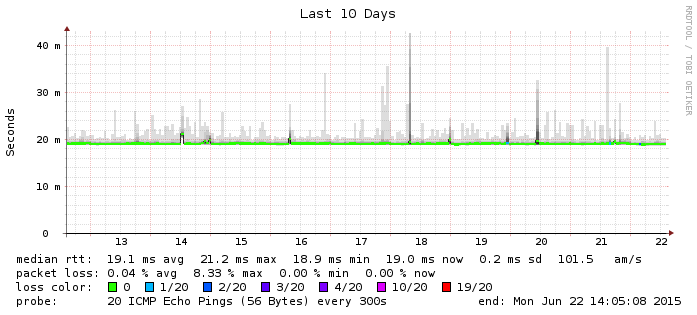 Last 10 Days
RRDTOOL / TOBI OETIKER
Seconds
40 m
30 m
20 m
10 m
0
13 14 15 16 17 18 19 20 21 22
median rtt: 19.1 ms avg 21.2 ms max 18.9 ms min 19.0 ms now 0.2 ms sd 101.5 am/s
packet loss: 0.04 % avg 8.33 % max 0.00 % min 0.00 % now
loss color: 0 1/20 2/20 3/20 4/20 10/20 19/20
probe: 20 ICMP Echo Pings (56 Bytes) every 300s end: Mon Jun 22 14:05:08 2015